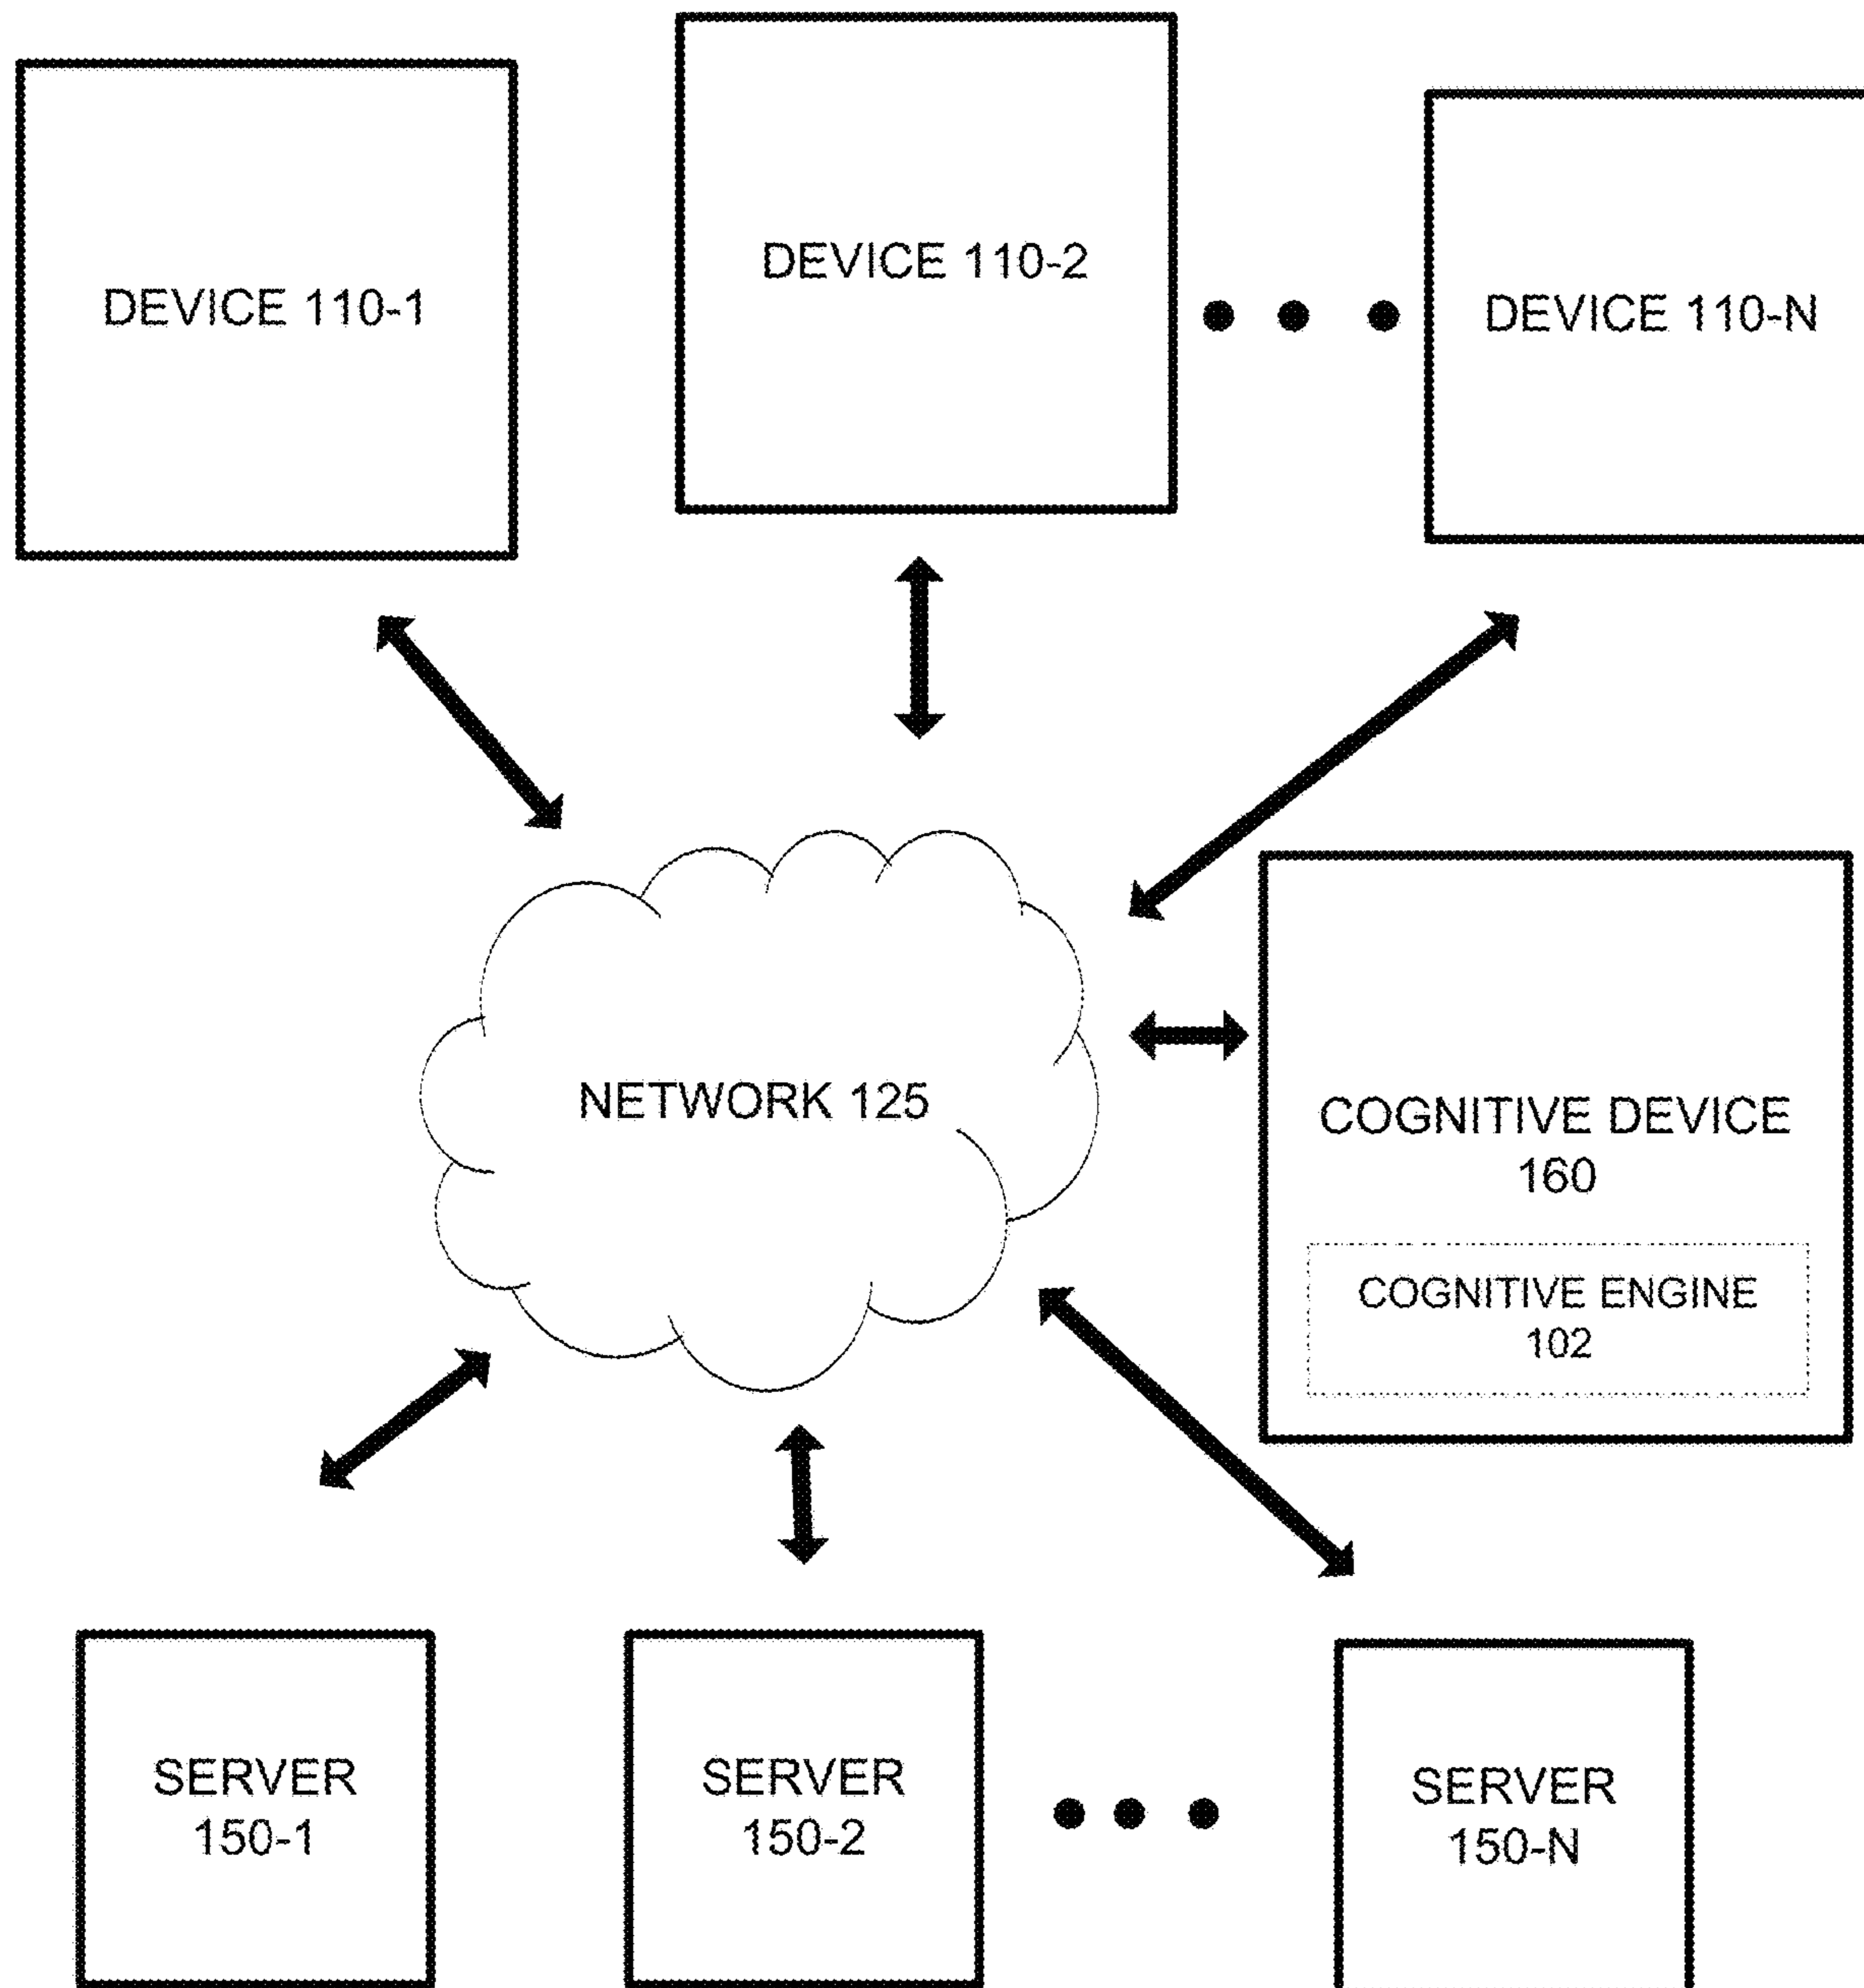 DEVICE 110-1
DEVICE 110-2
DEVICE 110-N
NETWORK 125
COGNITIVE DEVICE
160
COGNITIVE ENGINE
102
SERVER
150-1
SERVER
150-2
SERVER
150-N